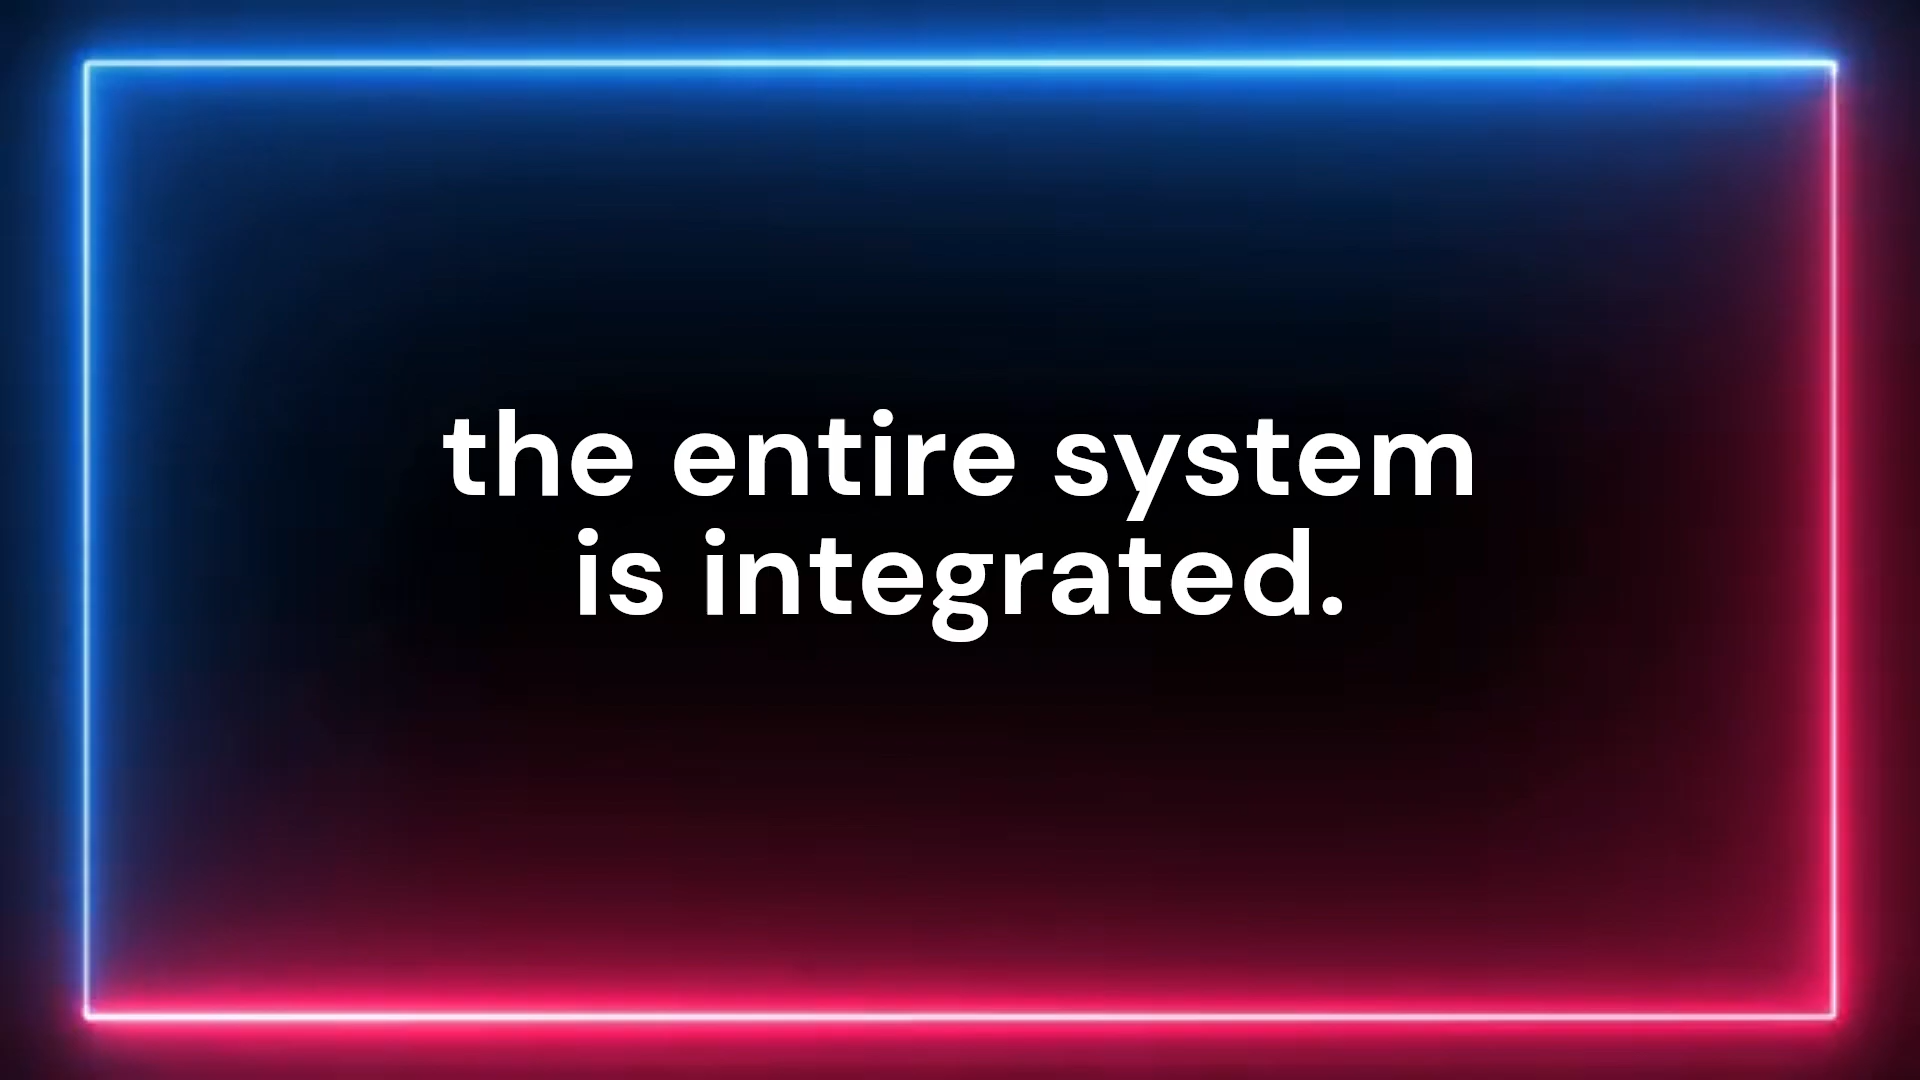 the entire system
is integrated.